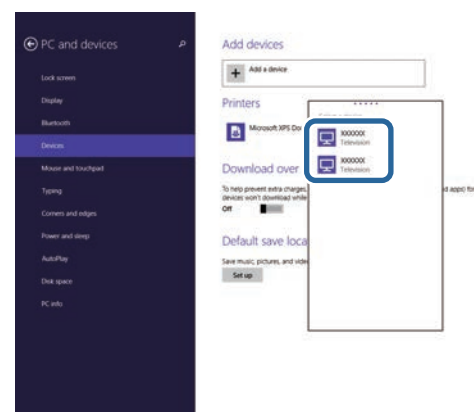 PC and devices
Lock screen
Display
Bluetooth
Devices
Mouse and touchpad
Typing
Corners and edges
Power and sleep
AutoPlay
Disk space
PC info
Add devices
Add a device
Printers
Microsoft XPS Do
Download over
To help prevent extra charges,
d apps) for
devices won't download while
Off
Default save loca
Save music, pictures, and vide
Set up
XXXXXX
Television
XXXXXX
Television